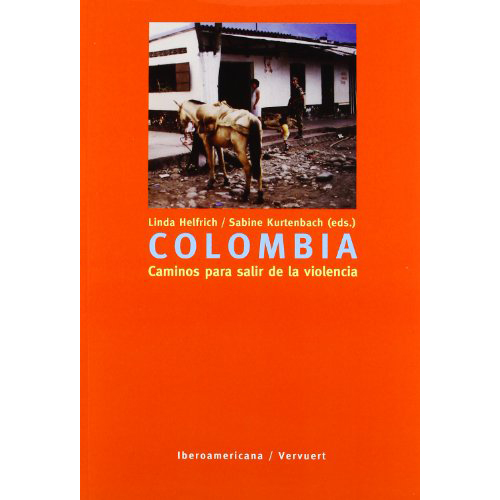 Linda Helfrich / Sabine Kurtenbach (eds.)
COLOMBIA
Caminos para salir de la violencia
Iberoamericana / Vervuert